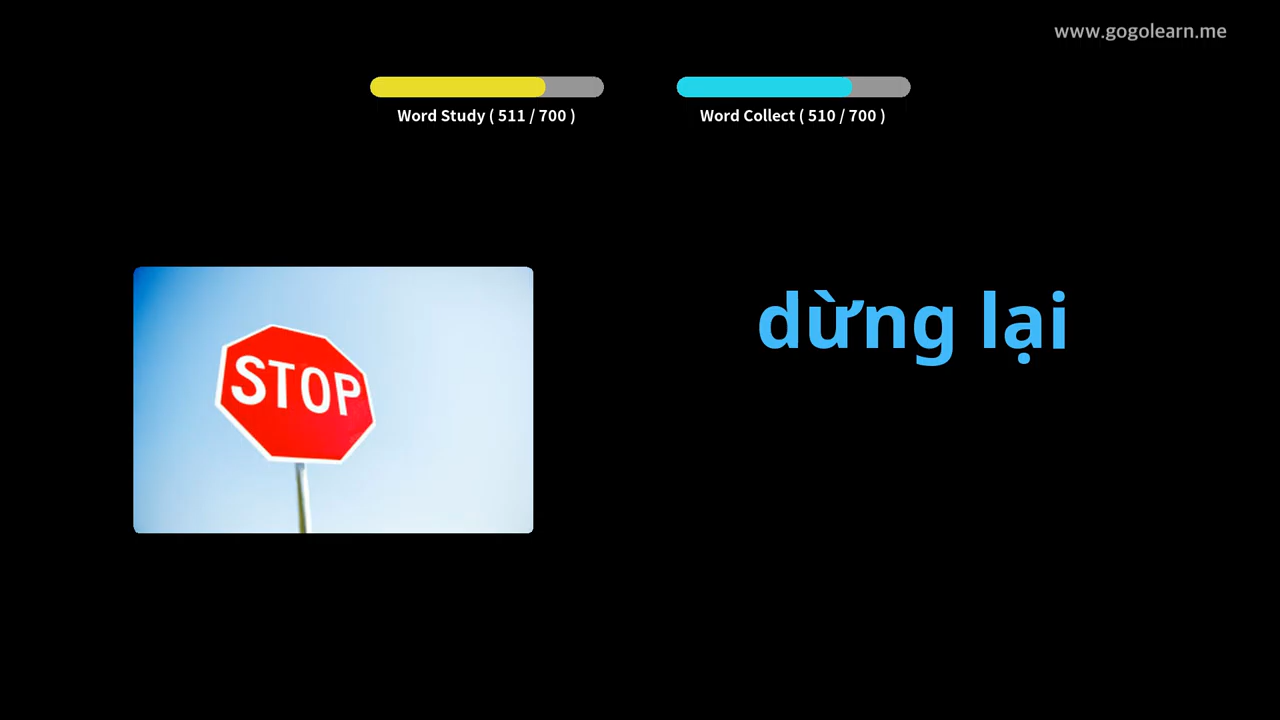 www.gogolearn.me
Word Study ( 511 / 700 )
Word Collect ( 510 / 700 )
STOP
dừng lại